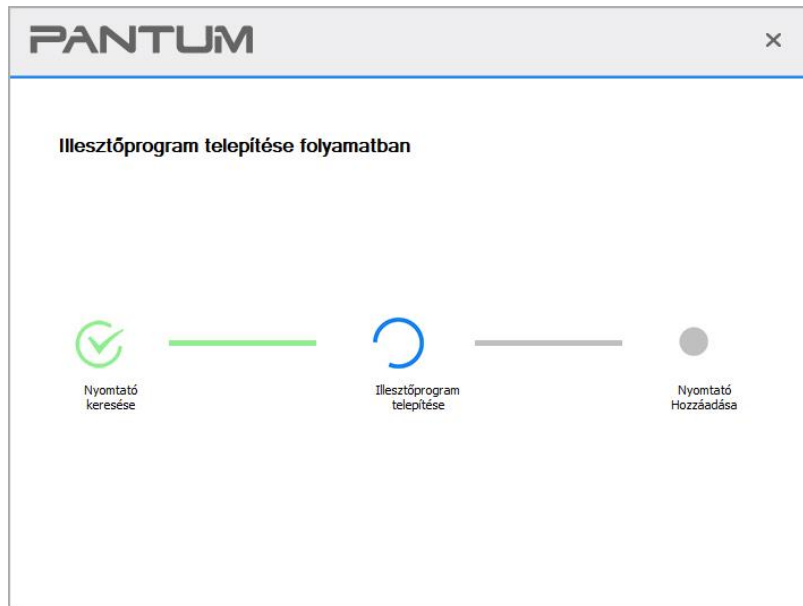 PANTUM
Illesztőprogram telepítése folyamatban
Nyomtató
keresése
Illesztőprogram
telepítése
Nyomtató
Hozzáadása